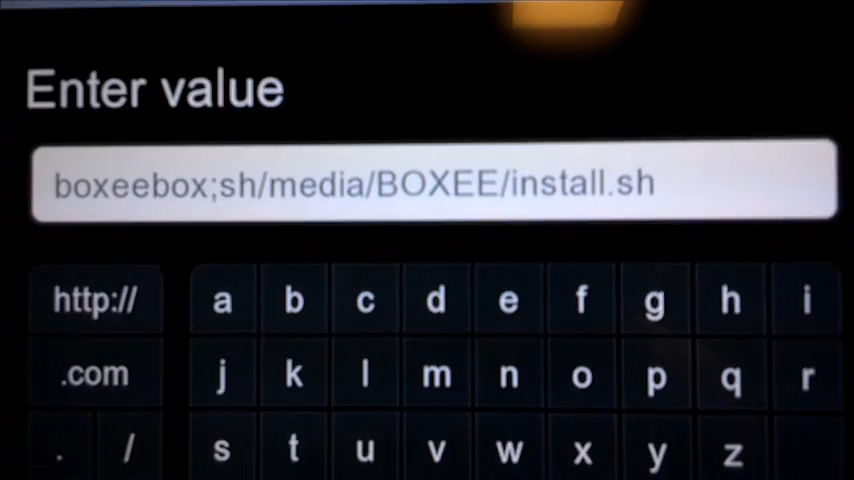 Enter value
boxeebox;sh/media/BOXEE/install.sh
http:// a b c d e f g h i
.com j k l m n o p q r
. / s t u v w x y z